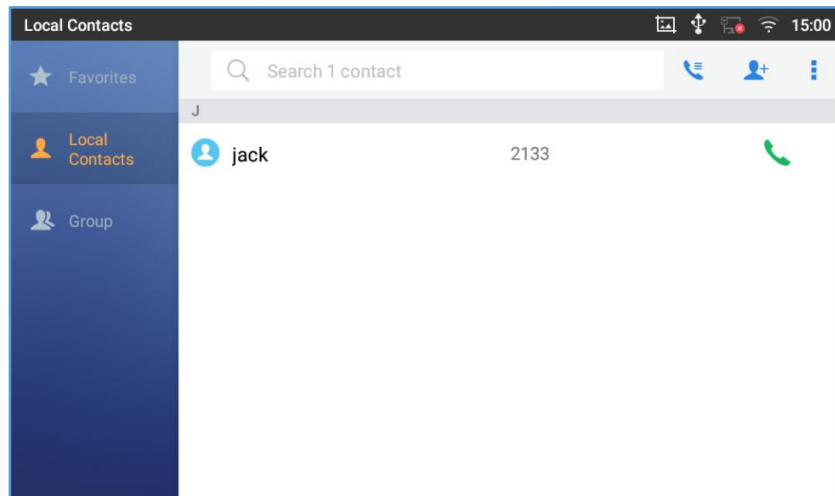 Local Contacts
15:00
Favorites
Search 1 contact
J
Local
Contacts
jack
2133
Group